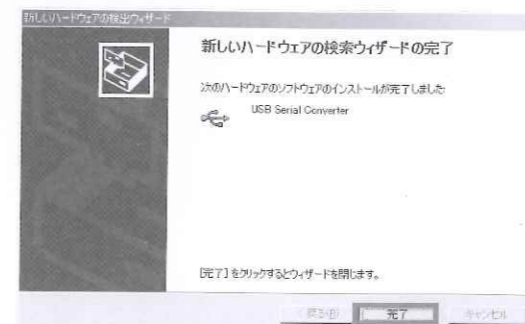 新しいハードウェアの検出ウィザード
新しいハードウェアの検索ウィザードの完了
次のハードウェアのソフトウェアのインストールが完了しました:
USB Serial Converter
[完了] をクリックするとウィザードを閉じます。
< 戻る(B)
完了
キャンセル